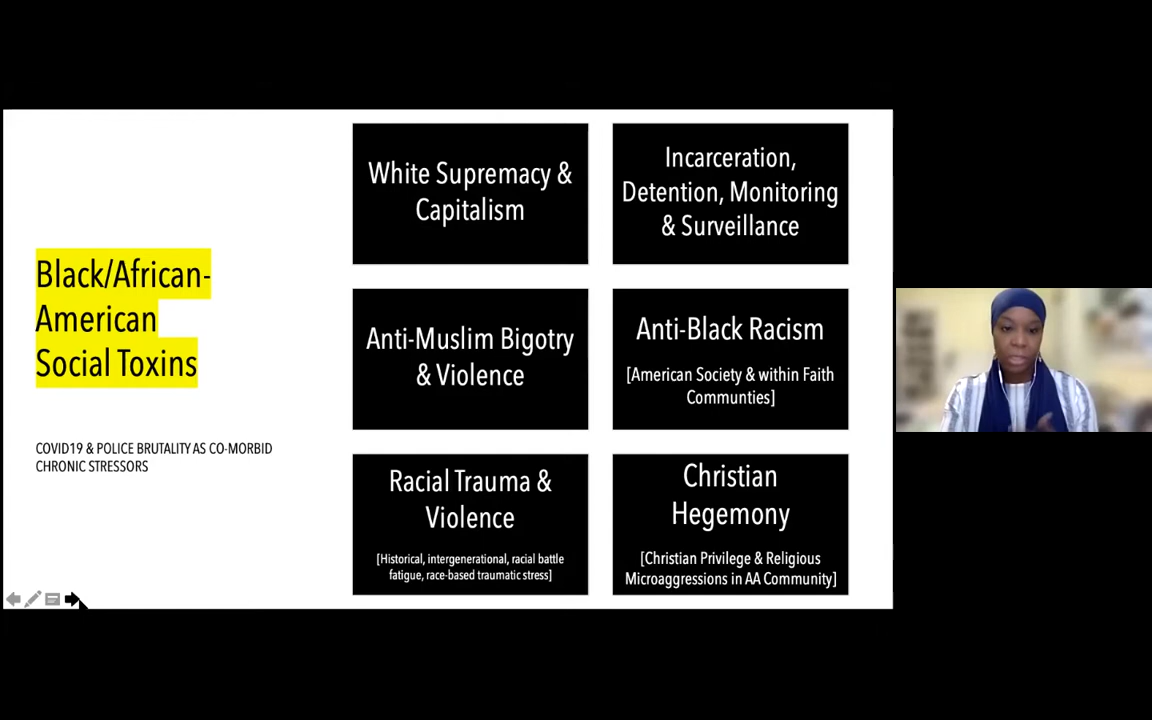 Black/African-
American
Social Toxins
COVID19 & POLICE BRUTALITY AS CO-MORBID
CHRONIC STRESSORS
White Supremacy &
Capitalism
Incarceration,
Detention, Monitoring
& Surveillance
Anti-Muslim Bigotry
& Violence
Anti-Black Racism
[American Society & within Faith
Communties]
Racial Trauma &
Violence
[Historical, intergenerational, racial battle
fatigue, race-based traumatic stress]
Christian
Hegemony
[Christian Privilege & Religious
Microaggressions in AA Community]